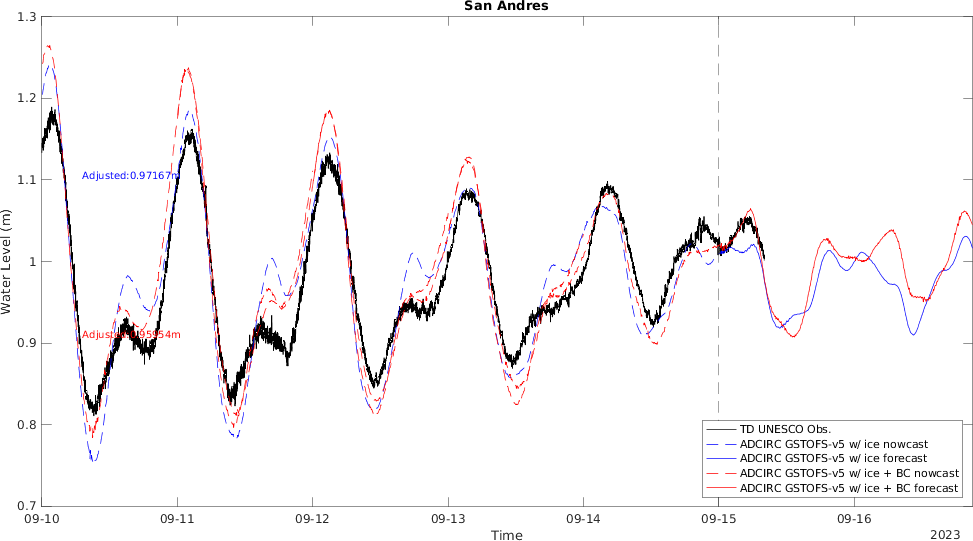 San Andres
1.3
1.2
1.1
1
0.9
0.8
0.7
Water Level (m)
Adjusted:0.97167m
Adjusted:0.95954m
TD UNESCO Obs.
ADCIRC GSTOFS-v5 w/ ice nowcast
ADCIRC GSTOFS-v5 w/ ice forecast
ADCIRC GSTOFS-v5 w/ ice + BC nowcast
ADCIRC GSTOFS-v5 w/ ice + BC forecast
09-10 09-11 09-12 09-13 09-14 09-15 09-16
Time
2023